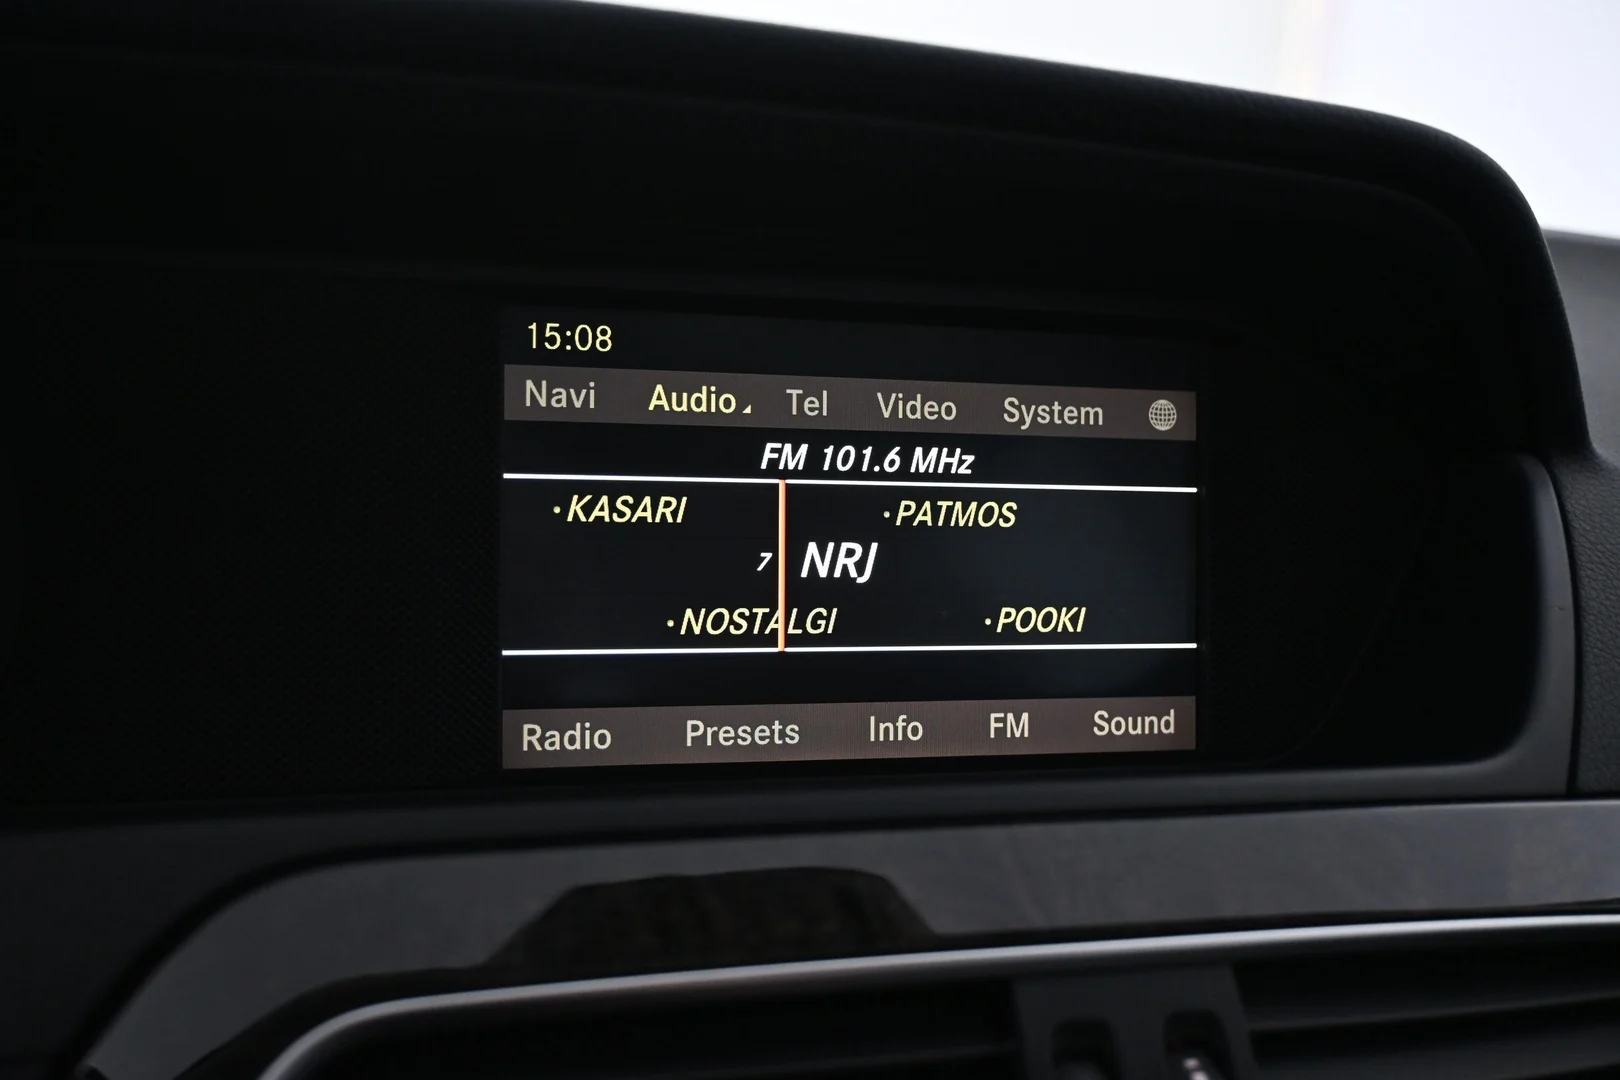 15:08
Navi Audio Tel Video System
FM 101.6 MHz
·KASARI ·PATMOS
7 NRJ
·NOSTALGI ·POOKI
Radio Presets Info FM Sound